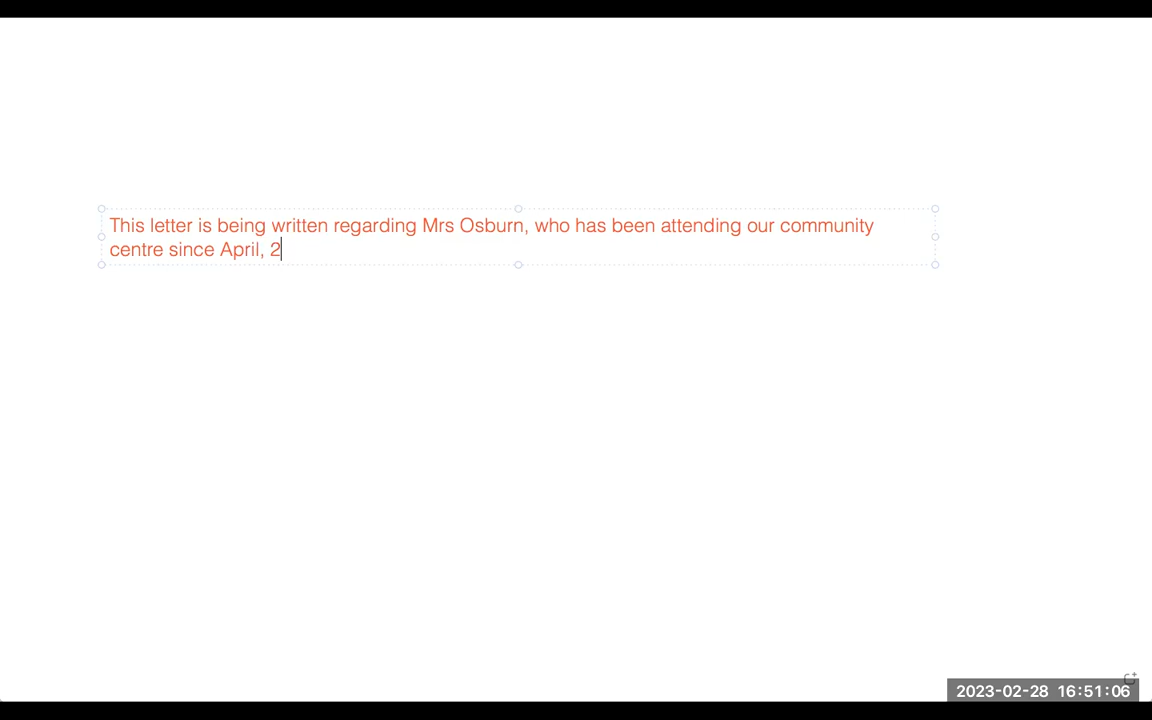 This letter is being written regarding Mrs Osburn, who has been attending our community
centre since April, 2
2023-02-28 16:51:06